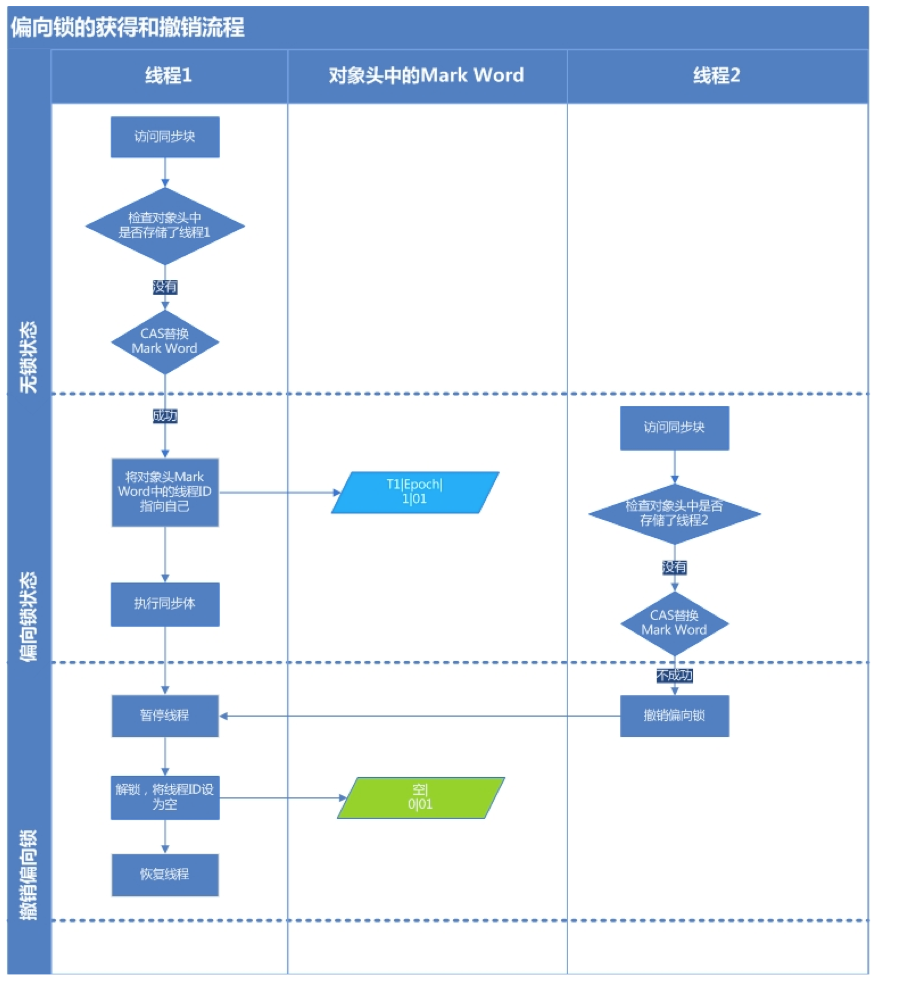 偏向锁的获得和撤销流程
线程1
对象头中的Mark Word
线程2
无锁状态
访问同步块
检查对象头中
是否存储了线程1
没有
CAS替换
Mark Word
偏向锁状态
成功
将对象头Mark
Word中的线程ID
指向自己
T1|Epoch|
1|01
执行同步体
访问同步块
检查对象头中是否
存储了线程2
没有
CAS替换
Mark Word
撤销偏向锁
不成功
撤销偏向锁
暂停线程
解锁，将线程ID设
为空
空|
0|01
恢复线程